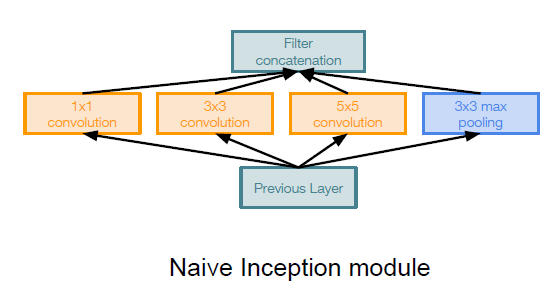 Filter
concatenation
1x1
convolution
3x3
convolution
5x5
convolution
3x3 max
pooling
Previous Layer
Naive Inception module